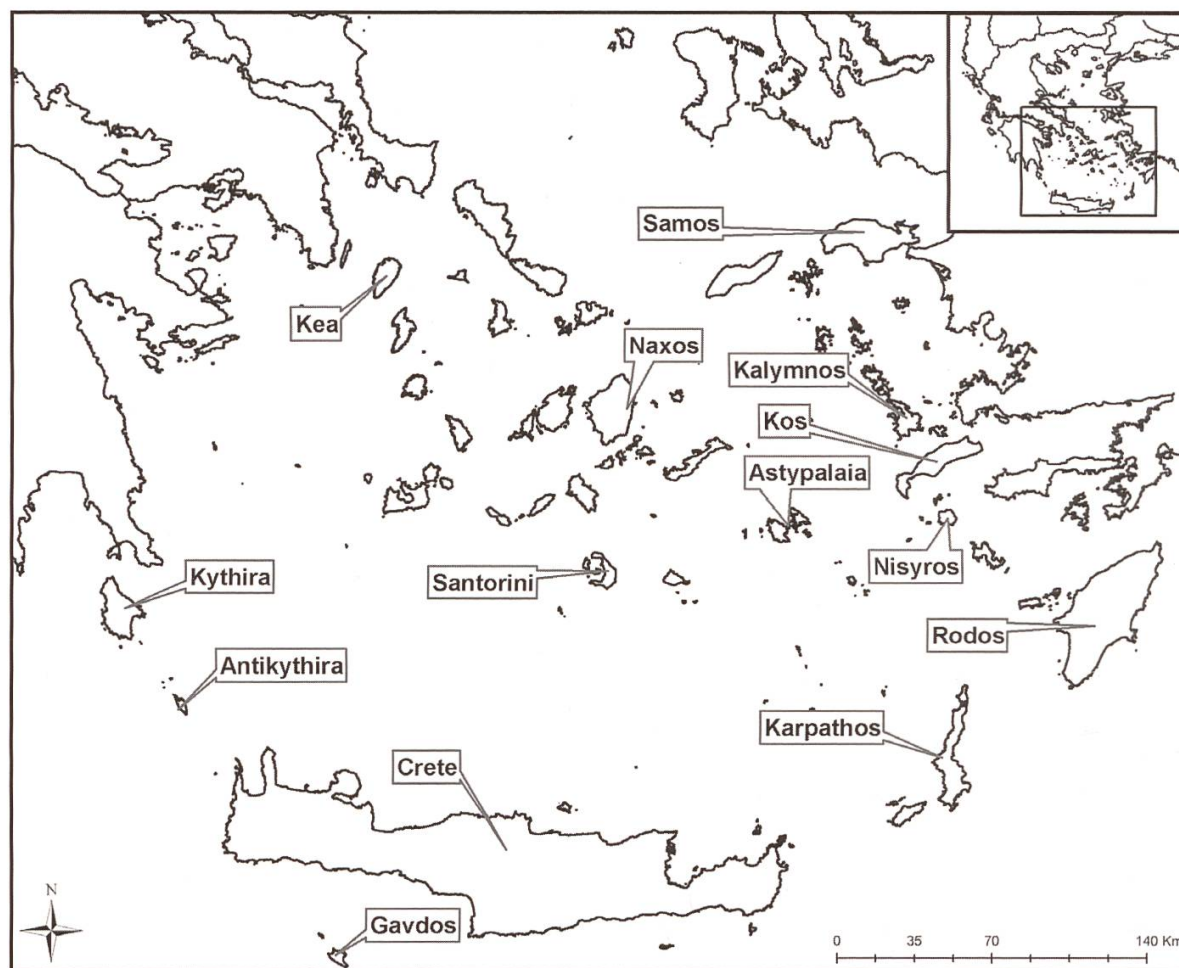 Samos
Kea
Naxos
Kalymnos
Kos
Astypalaia
Nisyros
Kythira
Santorini
Rodos
Antikythira
Karpathos
Crete
Gavdos
N
0 35 70 140 Km